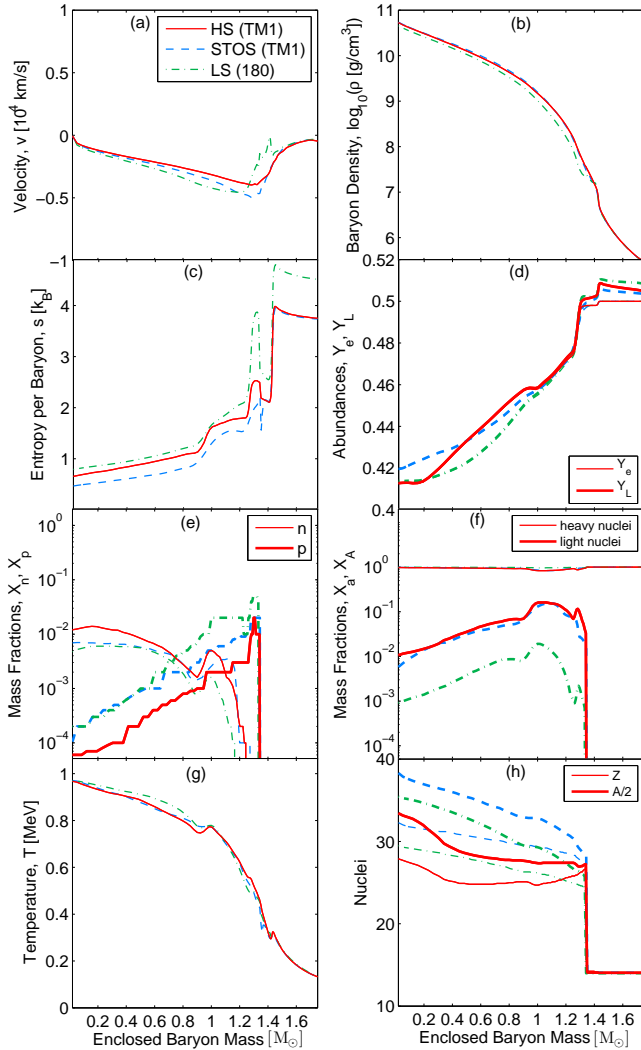 (a)
HS (TM1)
STOS (TM1)
LS (180)
Velocity, v [10⁴ km/s]
1
0.5
0
−0.5
−1
(b)
Baryon Density, log₁₀(ρ [g/cm³])
11
10
9
8
7
6
(c)
Entropy per Baryon, s [k_B]
4
3
2
1
(d)
Abundances, Y_e, Y_L
0.52
0.5
0.48
0.46
0.44
0.42
0.4
Y_e
Y_L
(e)
n
p
Mass Fractions, X_n, X_p
10⁰
10⁻¹
10⁻²
10⁻³
10⁻⁴
(f)
heavy nuclei
light nuclei
Mass Fractions, X_a, X_A
10⁰
10⁻¹
10⁻²
10⁻³
10⁻⁴
(g)
Temperature, T [MeV]
1
0.8
0.6
0.4
0.2
0
0.2 0.4 0.6 0.8 1 1.2 1.4 1.6
Enclosed Baryon Mass [M☉]
(h)
Z
A/2
Nuclei
40
30
20
10
0.2 0.4 0.6 0.8 1 1.2 1.4 1.6
Enclosed Baryon Mass [M☉]